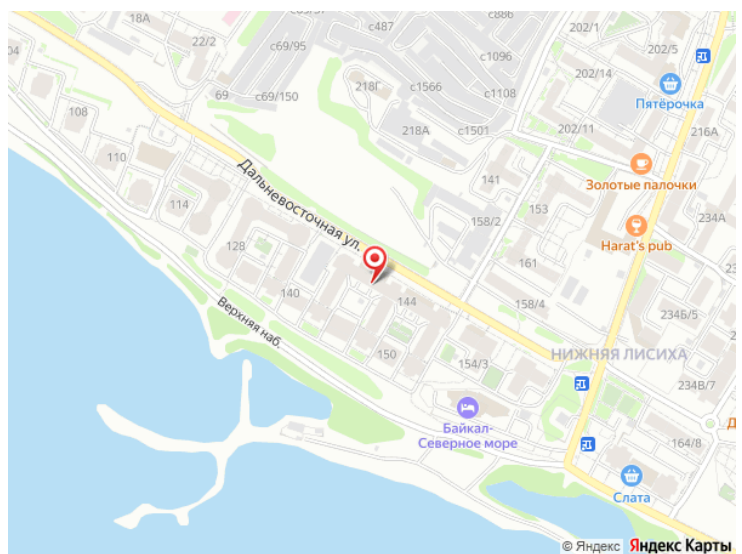 18А
22/2
с69/95
с487
с886
с1096
202/1
202/5
104
69
с69/150
218Г
с1566
с1108
202/14
Пятёрочка
108
218А
с1501
202/11
216А
110
Дальневосточная ул.
141
Золотые палочки
114
158/2
153
234А
128
Harat's pub
161
140
144
158/4
234Б/5
Верхняя наб.
150
154/3
НИЖНЯЯ ЛИСИХА
234В/7
Байкал-
Северное море
164/8
Слата
© Яндекс Яндекс Карты